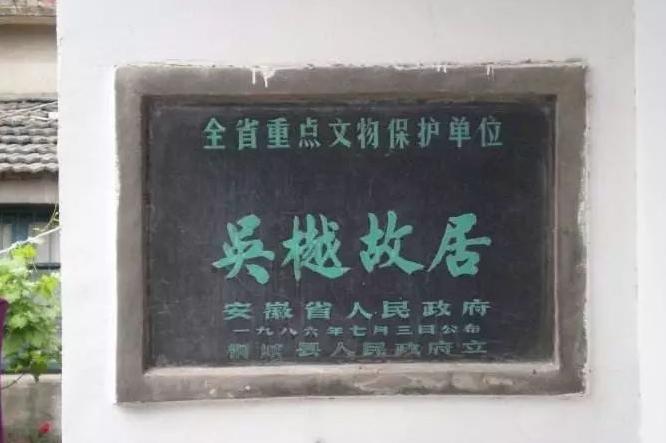 全省重点文物保护单位
吴樾故居
安徽省人民政府
一九八六年七月三日公布
桐城县人民政府立